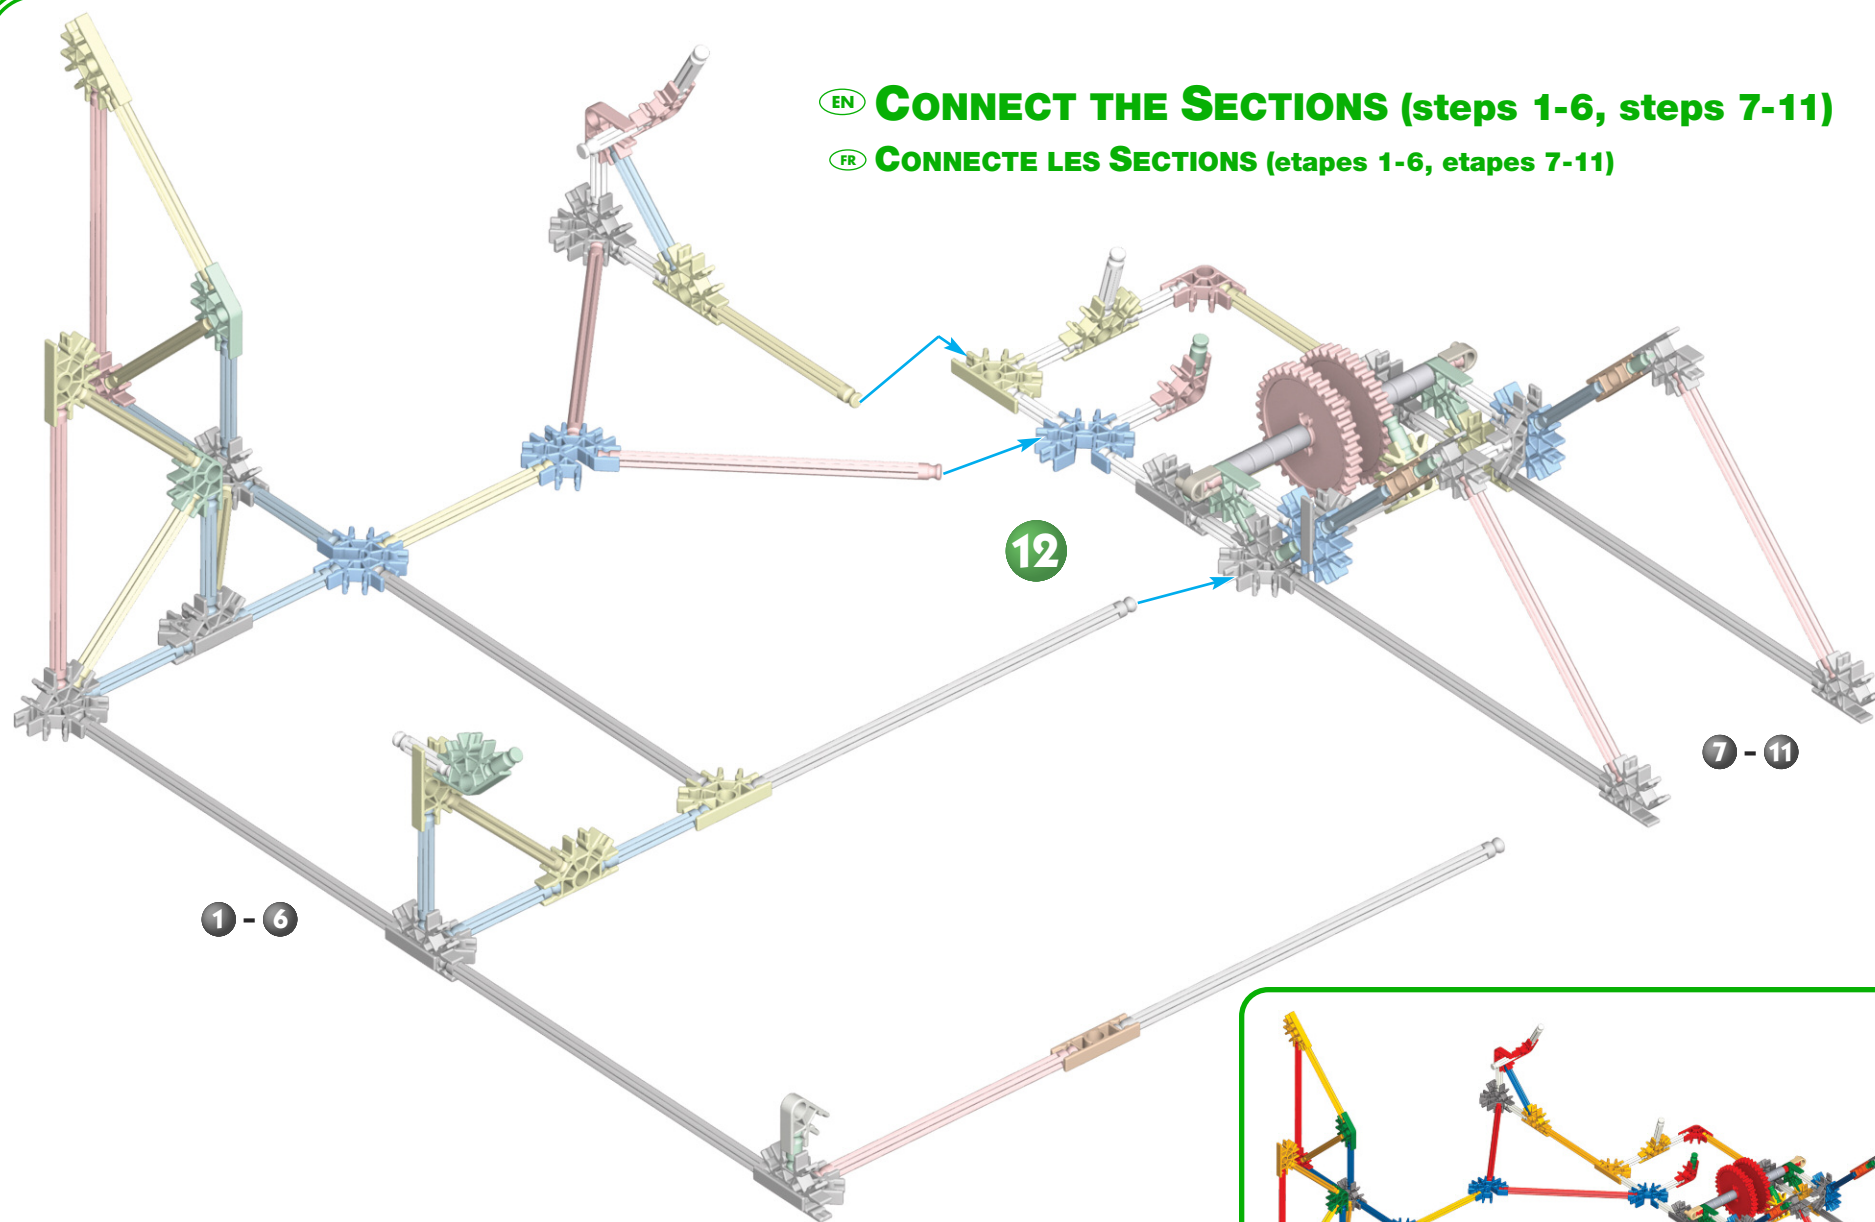 EN CONNECT THE SECTIONS (steps 1-6, steps 7-11)
FR CONNECTE LES SECTIONS (etapes 1-6, etapes 7-11)
12
7 - 11
1 - 6